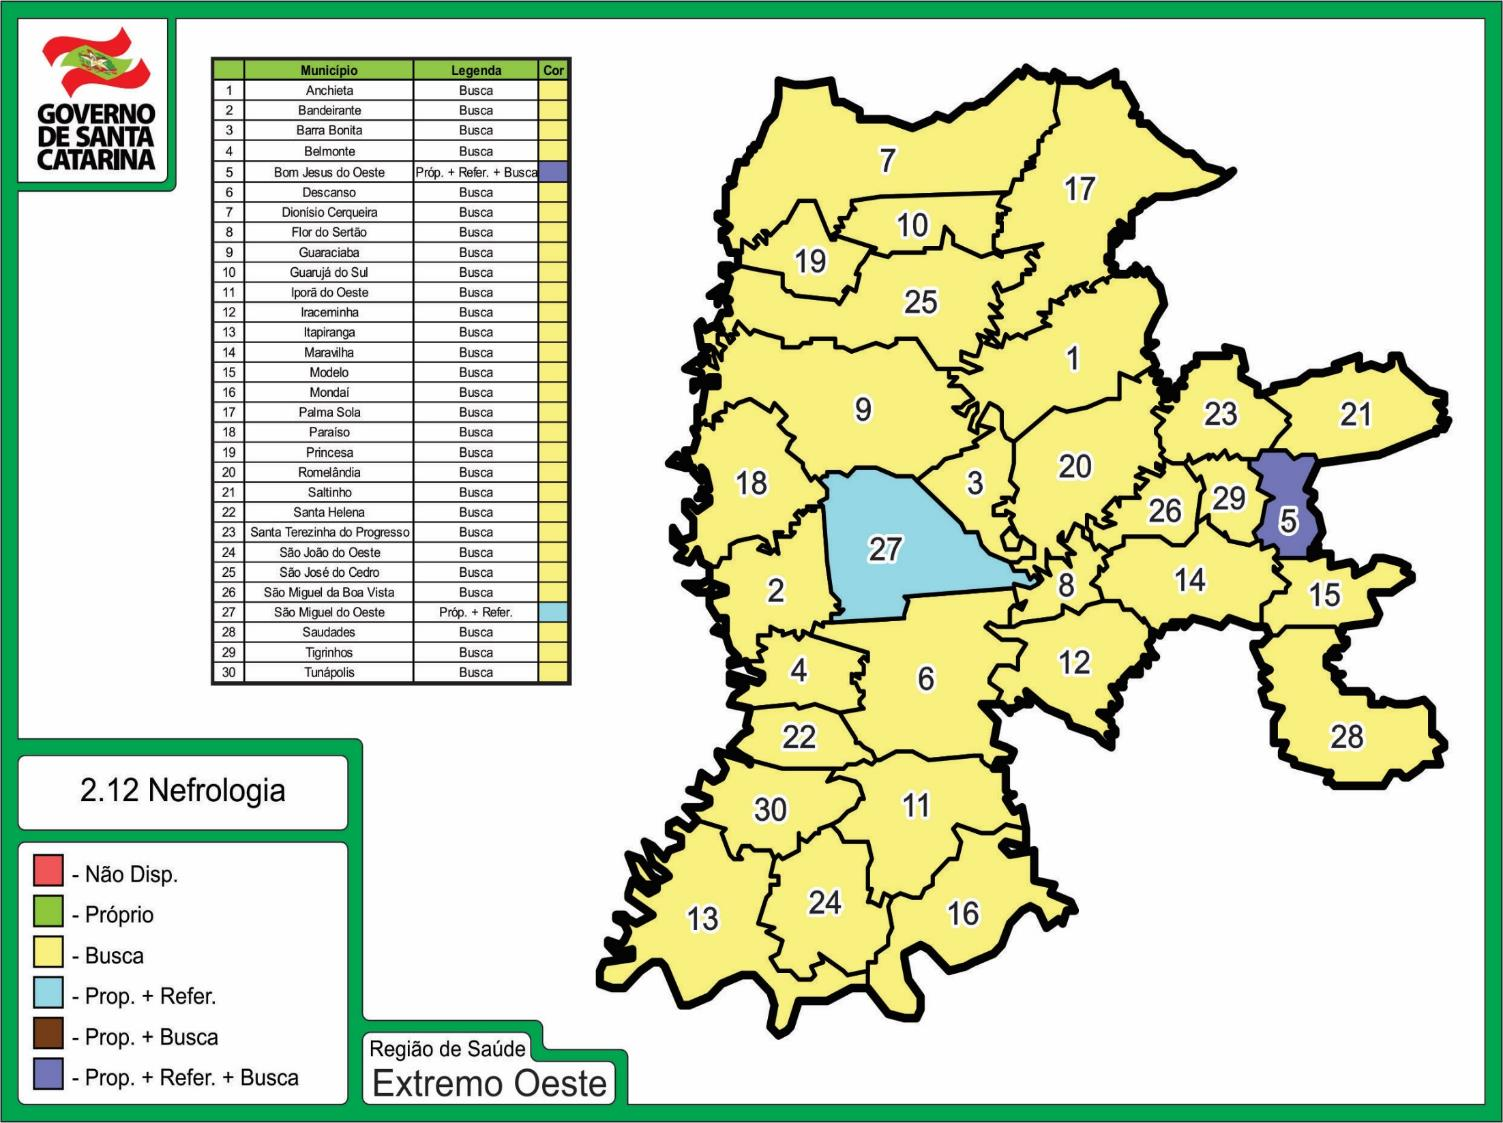 GOVERNO
DE SANTA
CATARINA
Município Legenda Cor
1 Anchieta Busca
2 Bandeirante Busca
3 Barra Bonita Busca
4 Belmonte Busca
5 Bom Jesus do Oeste Próp. + Refer. + Busca
6 Descanso Busca
7 Dionísio Cerqueira Busca
8 Flor do Sertão Busca
9 Guaraciaba Busca
10 Guarujá do Sul Busca
11 Iporã do Oeste Busca
12 Iraceminha Busca
13 Itapiranga Busca
14 Maravilha Busca
15 Modelo Busca
16 Mondaí Busca
17 Palma Sola Busca
18 Paraíso Busca
19 Princesa Busca
20 Romelândia Busca
21 Saltinho Busca
22 Santa Helena Busca
23 Santa Terezinha do Progresso Busca
24 São João do Oeste Busca
25 São José do Cedro Busca
26 São Miguel da Boa Vista Busca
27 São Miguel do Oeste Próp. + Refer.
28 Saudades Busca
29 Tigrinhos Busca
30 Tunápolis Busca
7
17
10
19
25
1
9
23
21
18
3
20
26
29
5
27
2
8
14
15
4
6
12
22
28
30
11
13
24
16
2.12 Nefrologia
- Não Disp.
- Próprio
- Busca
- Prop. + Refer.
- Prop. + Busca
- Prop. + Refer. + Busca
Região de Saúde
Extremo Oeste